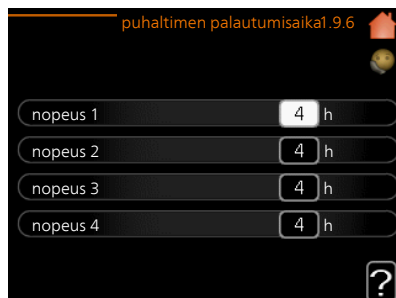 puhaltimen palautumisaika1.9.6
nopeus 1 4 h
nopeus 2 4 h
nopeus 3 4 h
nopeus 4 4 h
?